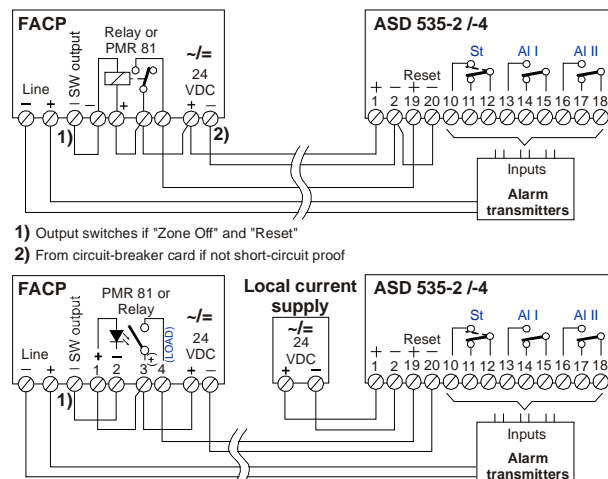 FACP
Relay or
PMR 81
~/=
24
VDC
SW output
Line
− + − + + −
1)
2)
ASD 535-2 /-4
St Al I Al II
Reset
+ − + −
1 2 19 20 10 11 12 13 14 15 16 17 18
Inputs
Alarm
transmitters
1) Output switches if "Zone Off" and "Reset"
2) From circuit-breaker card if not short-circuit proof
FACP
PMR 81 or
Relay
~/=
24
VDC
SW output
(LOAD)
(+)
Line
− + + − + −
1 2 3 4
1)
Local current
supply
~/=
24
VDC
+ −
ASD 535-2 /-4
St Al I Al II
Reset
+ − + −
1 2 19 20 10 11 12 13 14 15 16 17 18
Inputs
Alarm
transmitters